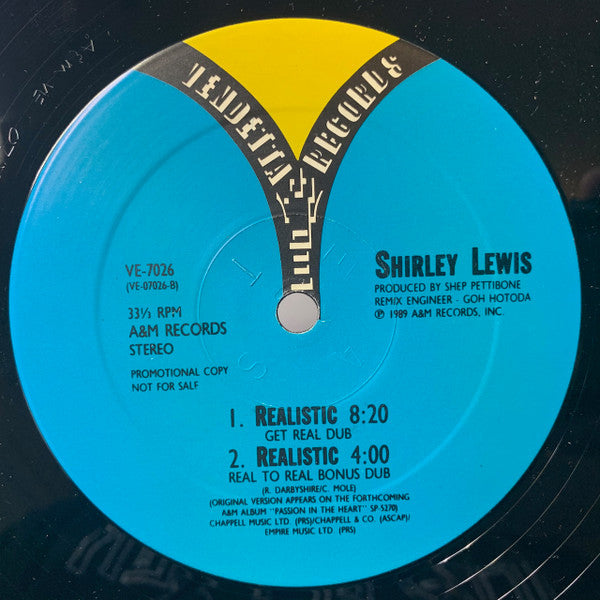 VENDETTA RECORDS
VE-7026
(VE-07026-B)
33⅓ RPM
A&M RECORDS
STEREO
PROMOTIONAL COPY
NOT FOR SALE
SHIRLEY LEWIS
PRODUCED BY SHEP PETTIBONE
REMIX ENGINEER - GOH HOTODA
℗ 1989 A&M RECORDS, INC.
1. REALISTIC 8:20
GET REAL DUB
2. REALISTIC 4:00
REAL TO REAL BONUS DUB
(R. DARBYSHIRE/C. MOLE)
(ORIGINAL VERSION APPEARS ON THE FORTHCOMING
A&M ALBUM "PASSION IN THE HEART" SP-5270)
CHAPPELL MUSIC LTD. (PRS)/CHAPPELL & CO. (ASCAP)/
EMPIRE MUSIC LTD. (PRS)